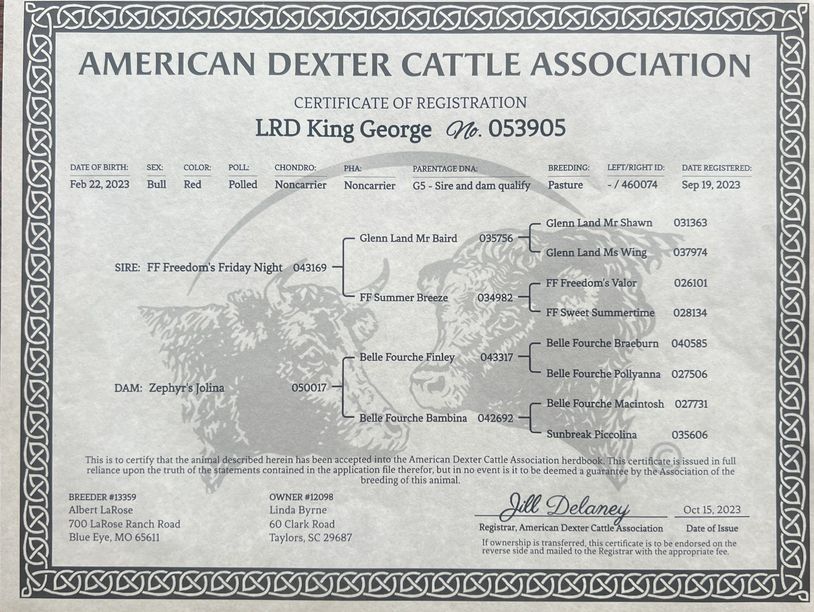 AMERICAN DEXTER CATTLE ASSOCIATION
CERTIFICATE OF REGISTRATION
LRD King George No. 053905
DATE OF BIRTH: SEX: COLOR: POLL: CHONDRO: PHA: PARENTAGE DNA: BREEDING: LEFT/RIGHT ID: DATE REGISTERED:
Feb 22, 2023 Bull Red Polled Noncarrier Noncarrier G5 - Sire and dam qualify Pasture - / 460074 Sep 19, 2023
Glenn Land Mr Shawn 031363
Glenn Land Mr Baird 035756
Glenn Land Ms Wing 037974
SIRE: FF Freedom's Friday Night 043169
FF Freedom's Valor 026101
FF Summer Breeze 034982
FF Sweet Summertime 028134
Belle Fourche Braeburn 040585
Belle Fourche Finley 043317
Belle Fourche Pollyanna 027506
DAM: Zephyr's Jolina 050017
Belle Fourche Macintosh 027731
Belle Fourche Bambina 042692
Sunbreak Piccolina 035606
This is to certify that the animal described herein has been accepted into the American Dexter Cattle Association herdbook. This certificate is issued in full
reliance upon the truth of the statements contained in the application file therefor, but in no event is it to be deemed a guarantee by the Association of the
breeding of this animal.
BREEDER #13359
Albert LaRose
700 LaRose Ranch Road
Blue Eye, MO 65611
OWNER #12098
Linda Byrne
60 Clark Road
Taylors, SC 29687
Jill Delaney Oct 15, 2023
Registrar, American Dexter Cattle Association Date of Issue
If ownership is transferred, this certificate is to be endorsed on the
reverse side and mailed to the Registrar with the appropriate fee.
©